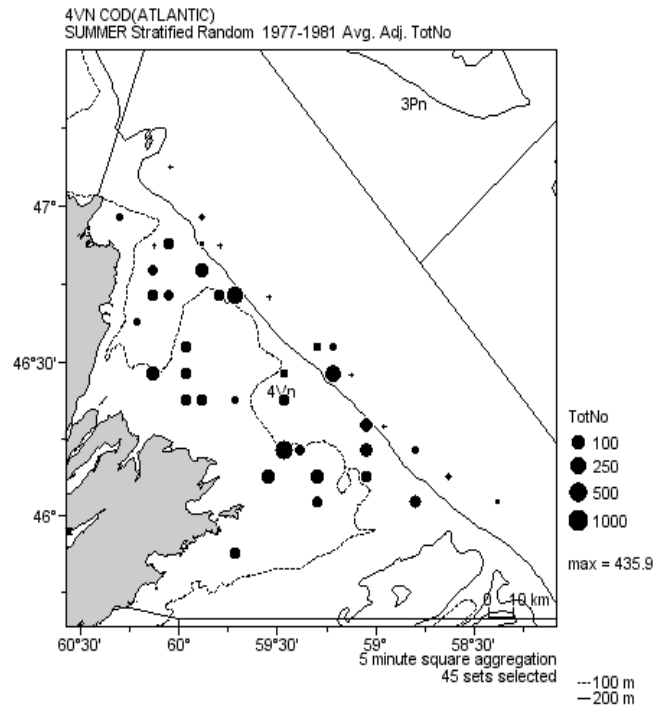 4VN COD(ATLANTIC)
SUMMER Stratified Random 1977-1981 Avg. Adj. TotNo
3Pn
47°
46°30'
4Vn
46°
TotNo
100
250
500
1000
max = 435.9
0 10 km
60°30' 60° 59°30' 59° 58°30'
5 minute square aggregation
45 sets selected
---100 m
—200 m